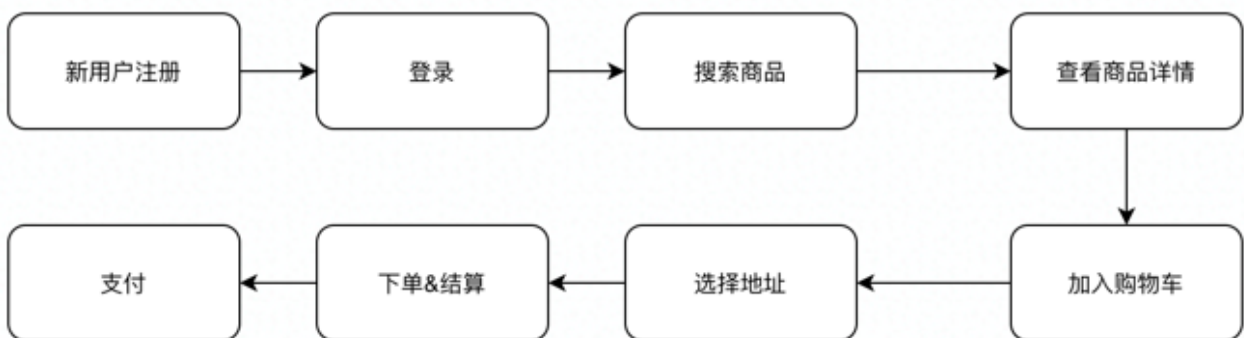 新用户注册
登录
搜索商品
查看商品详情
加入购物车
选择地址
下单&结算
支付